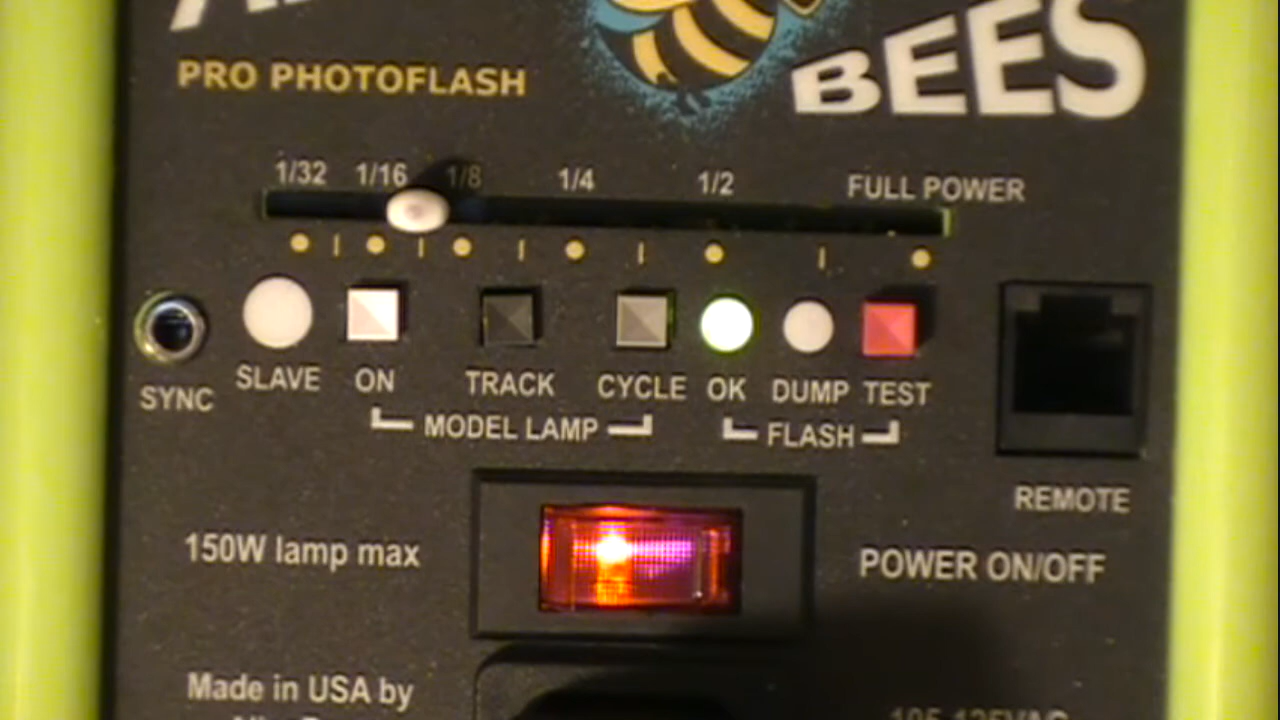 BEES
PRO PHOTOFLASH
1/32 1/16 1/8 1/4 1/2 FULL POWER
SYNC SLAVE ON TRACK CYCLE OK DUMP TEST
MODEL LAMP FLASH
REMOTE
150W lamp max POWER ON/OFF
Made in USA by